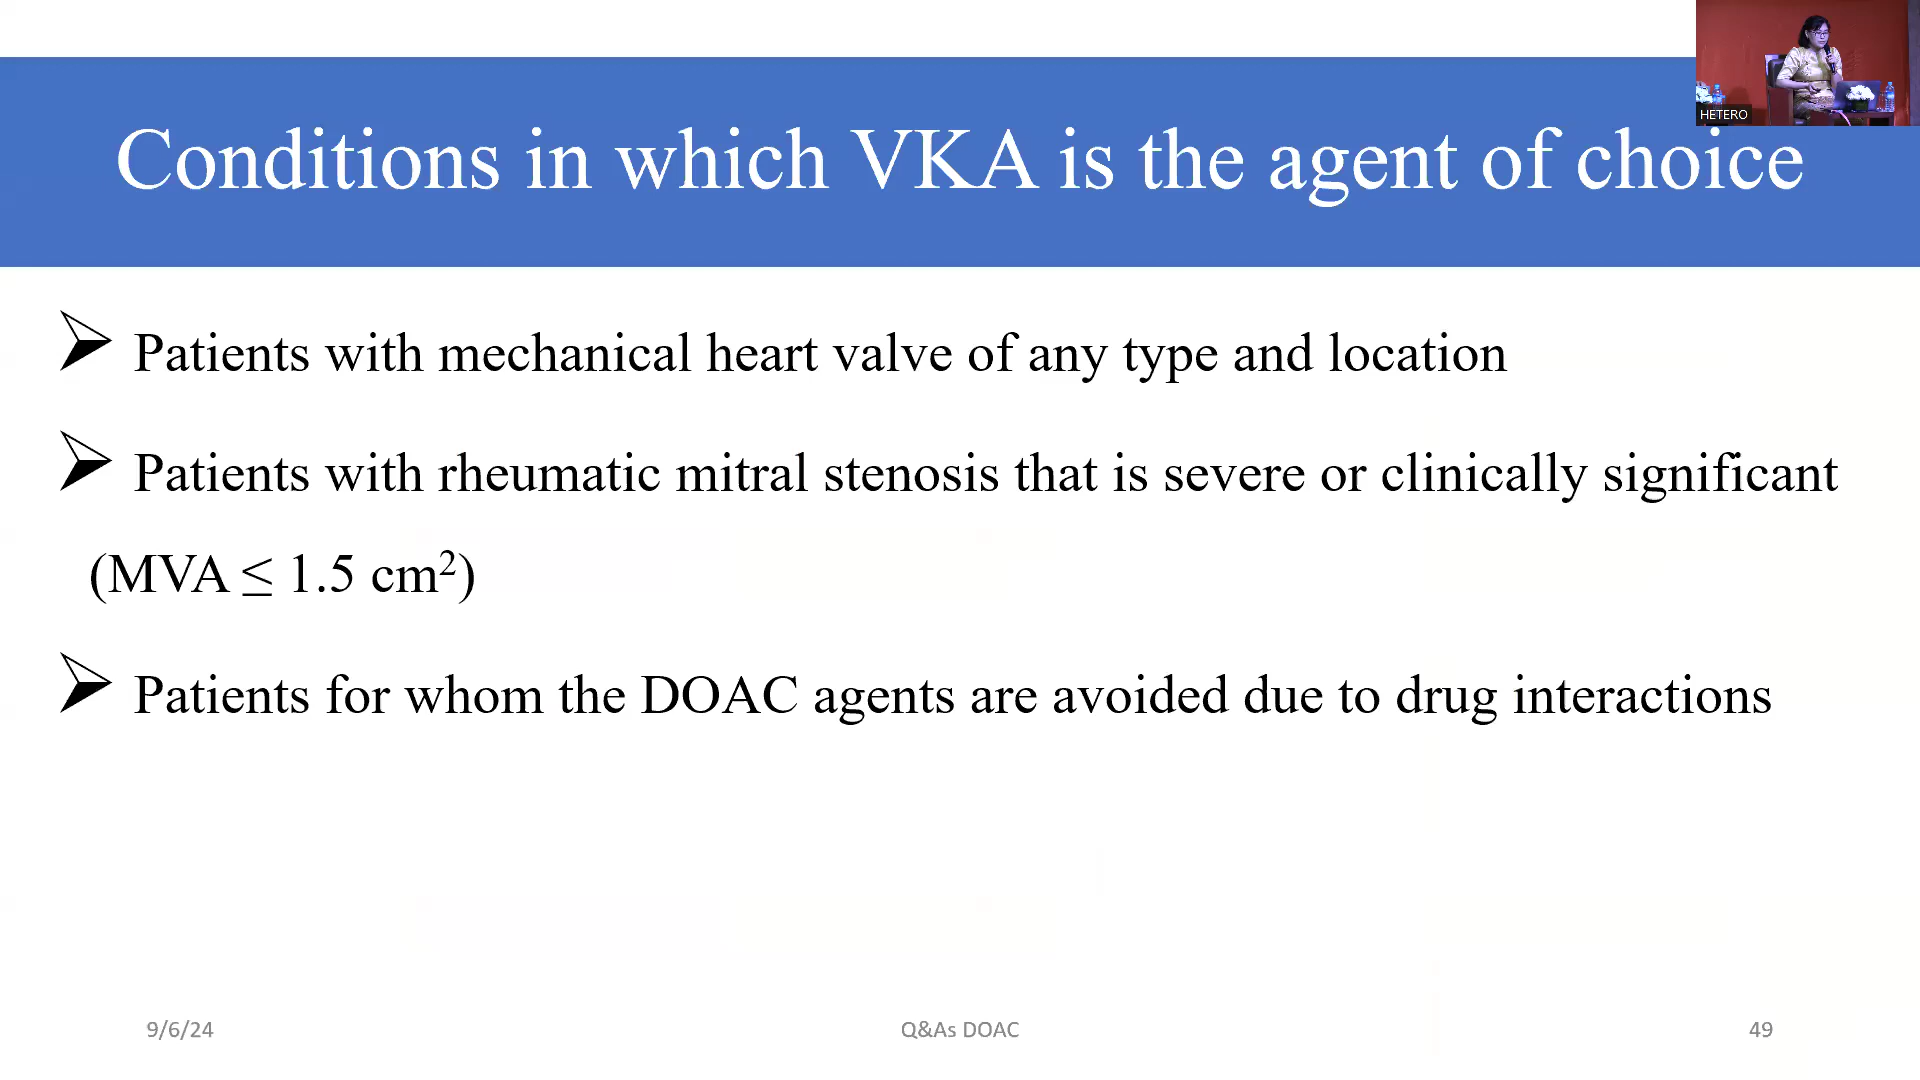 HETERO
Conditions in which VKA is the agent of choice
Patients with mechanical heart valve of any type and location
Patients with rheumatic mitral stenosis that is severe or clinically significant
(MVA ≤ 1.5 cm²)
Patients for whom the DOAC agents are avoided due to drug interactions
9/6/24 Q&As DOAC 49